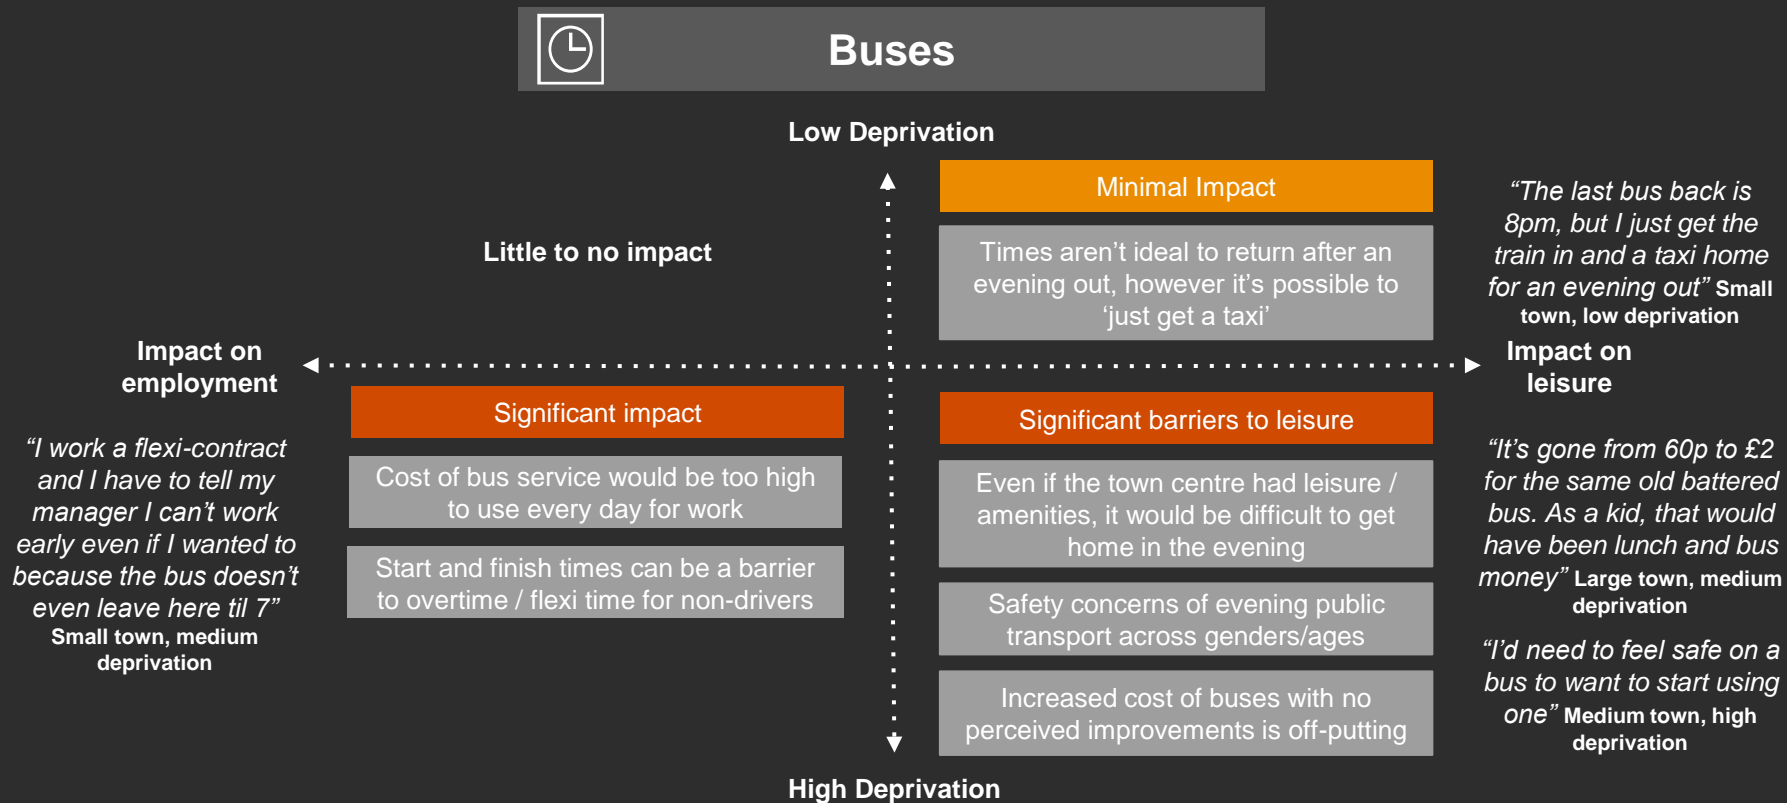 Buses
Low Deprivation
Little to no impact
Minimal Impact
Times aren’t ideal to return after an
evening out, however it’s possible to
‘just get a taxi’
“The last bus back is
8pm, but I just get the
train in and a taxi home
for an evening out” Small
town, low deprivation
Impact on
employment
Impact on
leisure
“I work a flexi-contract
and I have to tell my
manager I can’t work
early even if I wanted to
because the bus doesn’t
even leave here til 7”
Small town, medium
deprivation
Significant impact
Cost of bus service would be too high
to use every day for work
Start and finish times can be a barrier
to overtime / flexi time for non-drivers
Significant barriers to leisure
Even if the town centre had leisure /
amenities, it would be difficult to get
home in the evening
Safety concerns of evening public
transport across genders/ages
Increased cost of buses with no
perceived improvements is off-putting
“It’s gone from 60p to £2
for the same old battered
bus. As a kid, that would
have been lunch and bus
money” Large town, medium
deprivation
“I’d need to feel safe on a
bus to want to start using
one” Medium town, high
deprivation
High Deprivation